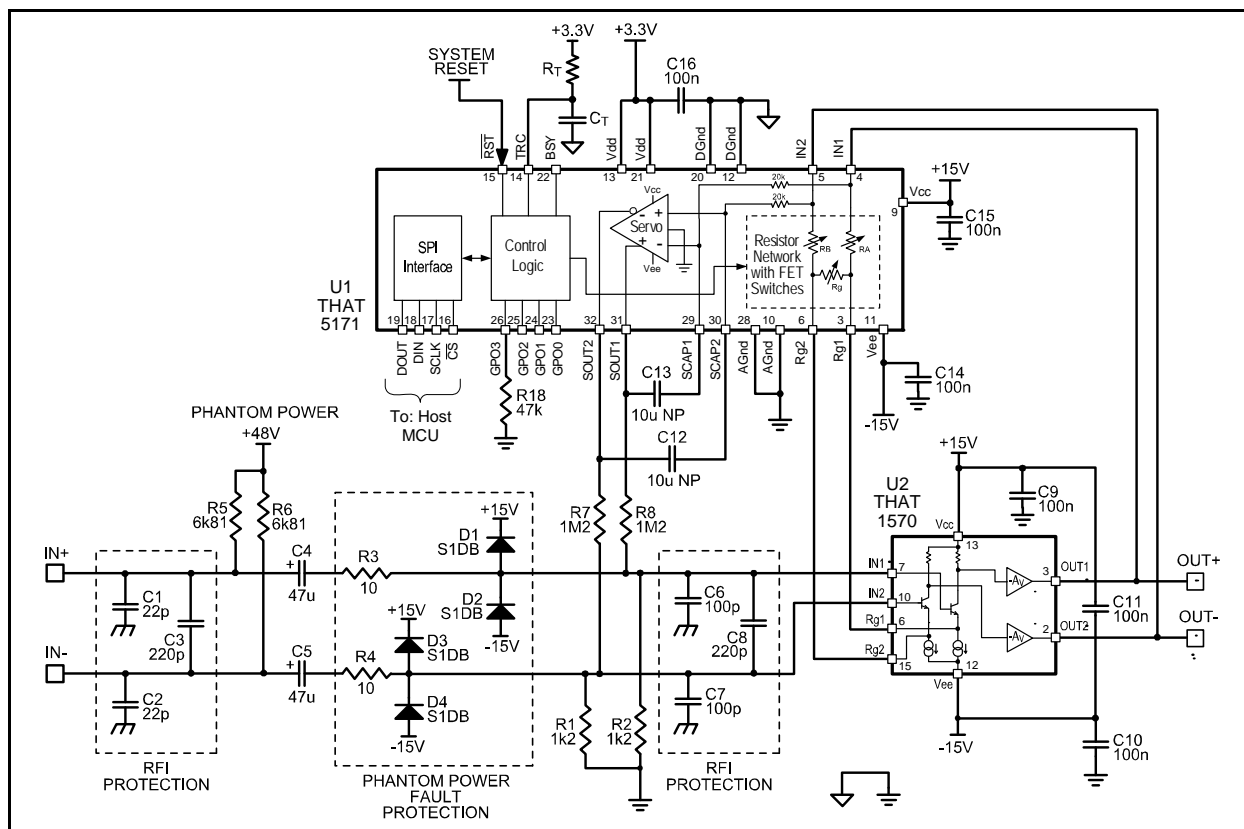 +3.3V
+3.3V
SYSTEM
RESET
RT
CT
C16
100n
RST
TRC
BSY
Vdd
Vdd
DGnd
DGnd
IN2
IN1
15
14
22
13
21
20
12
5
4
+15V
Vcc
9
C15
100n
20k
20k
Vcc
Servo
Vee
- + + -
SPI
Interface
Control
Logic
Resistor
Network
with FET
Switches
RB
RA
Rg
U1
THAT
5171
19
18
17
16
26
25
24
23
32
31
29
30
28
10
6
3
11
DOUT
DIN
SCLK
CS
GPO3
GPO2
GPO1
GPO0
SOUT2
SOUT1
SCAP1
SCAP2
AGnd
AGnd
Rg2
Rg1
Vee
To: Host
MCU
R18
47k
C13
10u NP
C12
10u NP
C14
100n
-15V
PHANTOM POWER
+48V
R5
6k81
R6
6k81
R7
1M2
R8
1M2
+15V
U2
THAT
1570
C9
100n
Vcc
13
+15V
D1
S1DB
D2
S1DB
-15V
IN+
C4
+
47u
R3
10
C1
22p
C3
220p
C2
22p
IN-
C5
+
47u
R4
10
+15V
D3
S1DB
D4
S1DB
-15V
C6
100p
C8
220p
C7
100p
R1
1k2
R2
1k2
IN1
7
IN2
10
Rg1
6
Rg2
15
-AV
-AV
3
OUT1
2
OUT2
12
Vee
OUT+
OUT-
C11
100n
C10
100n
-15V
RFI
PROTECTION
PHANTOM POWER
FAULT
PROTECTION
RFI
PROTECTION